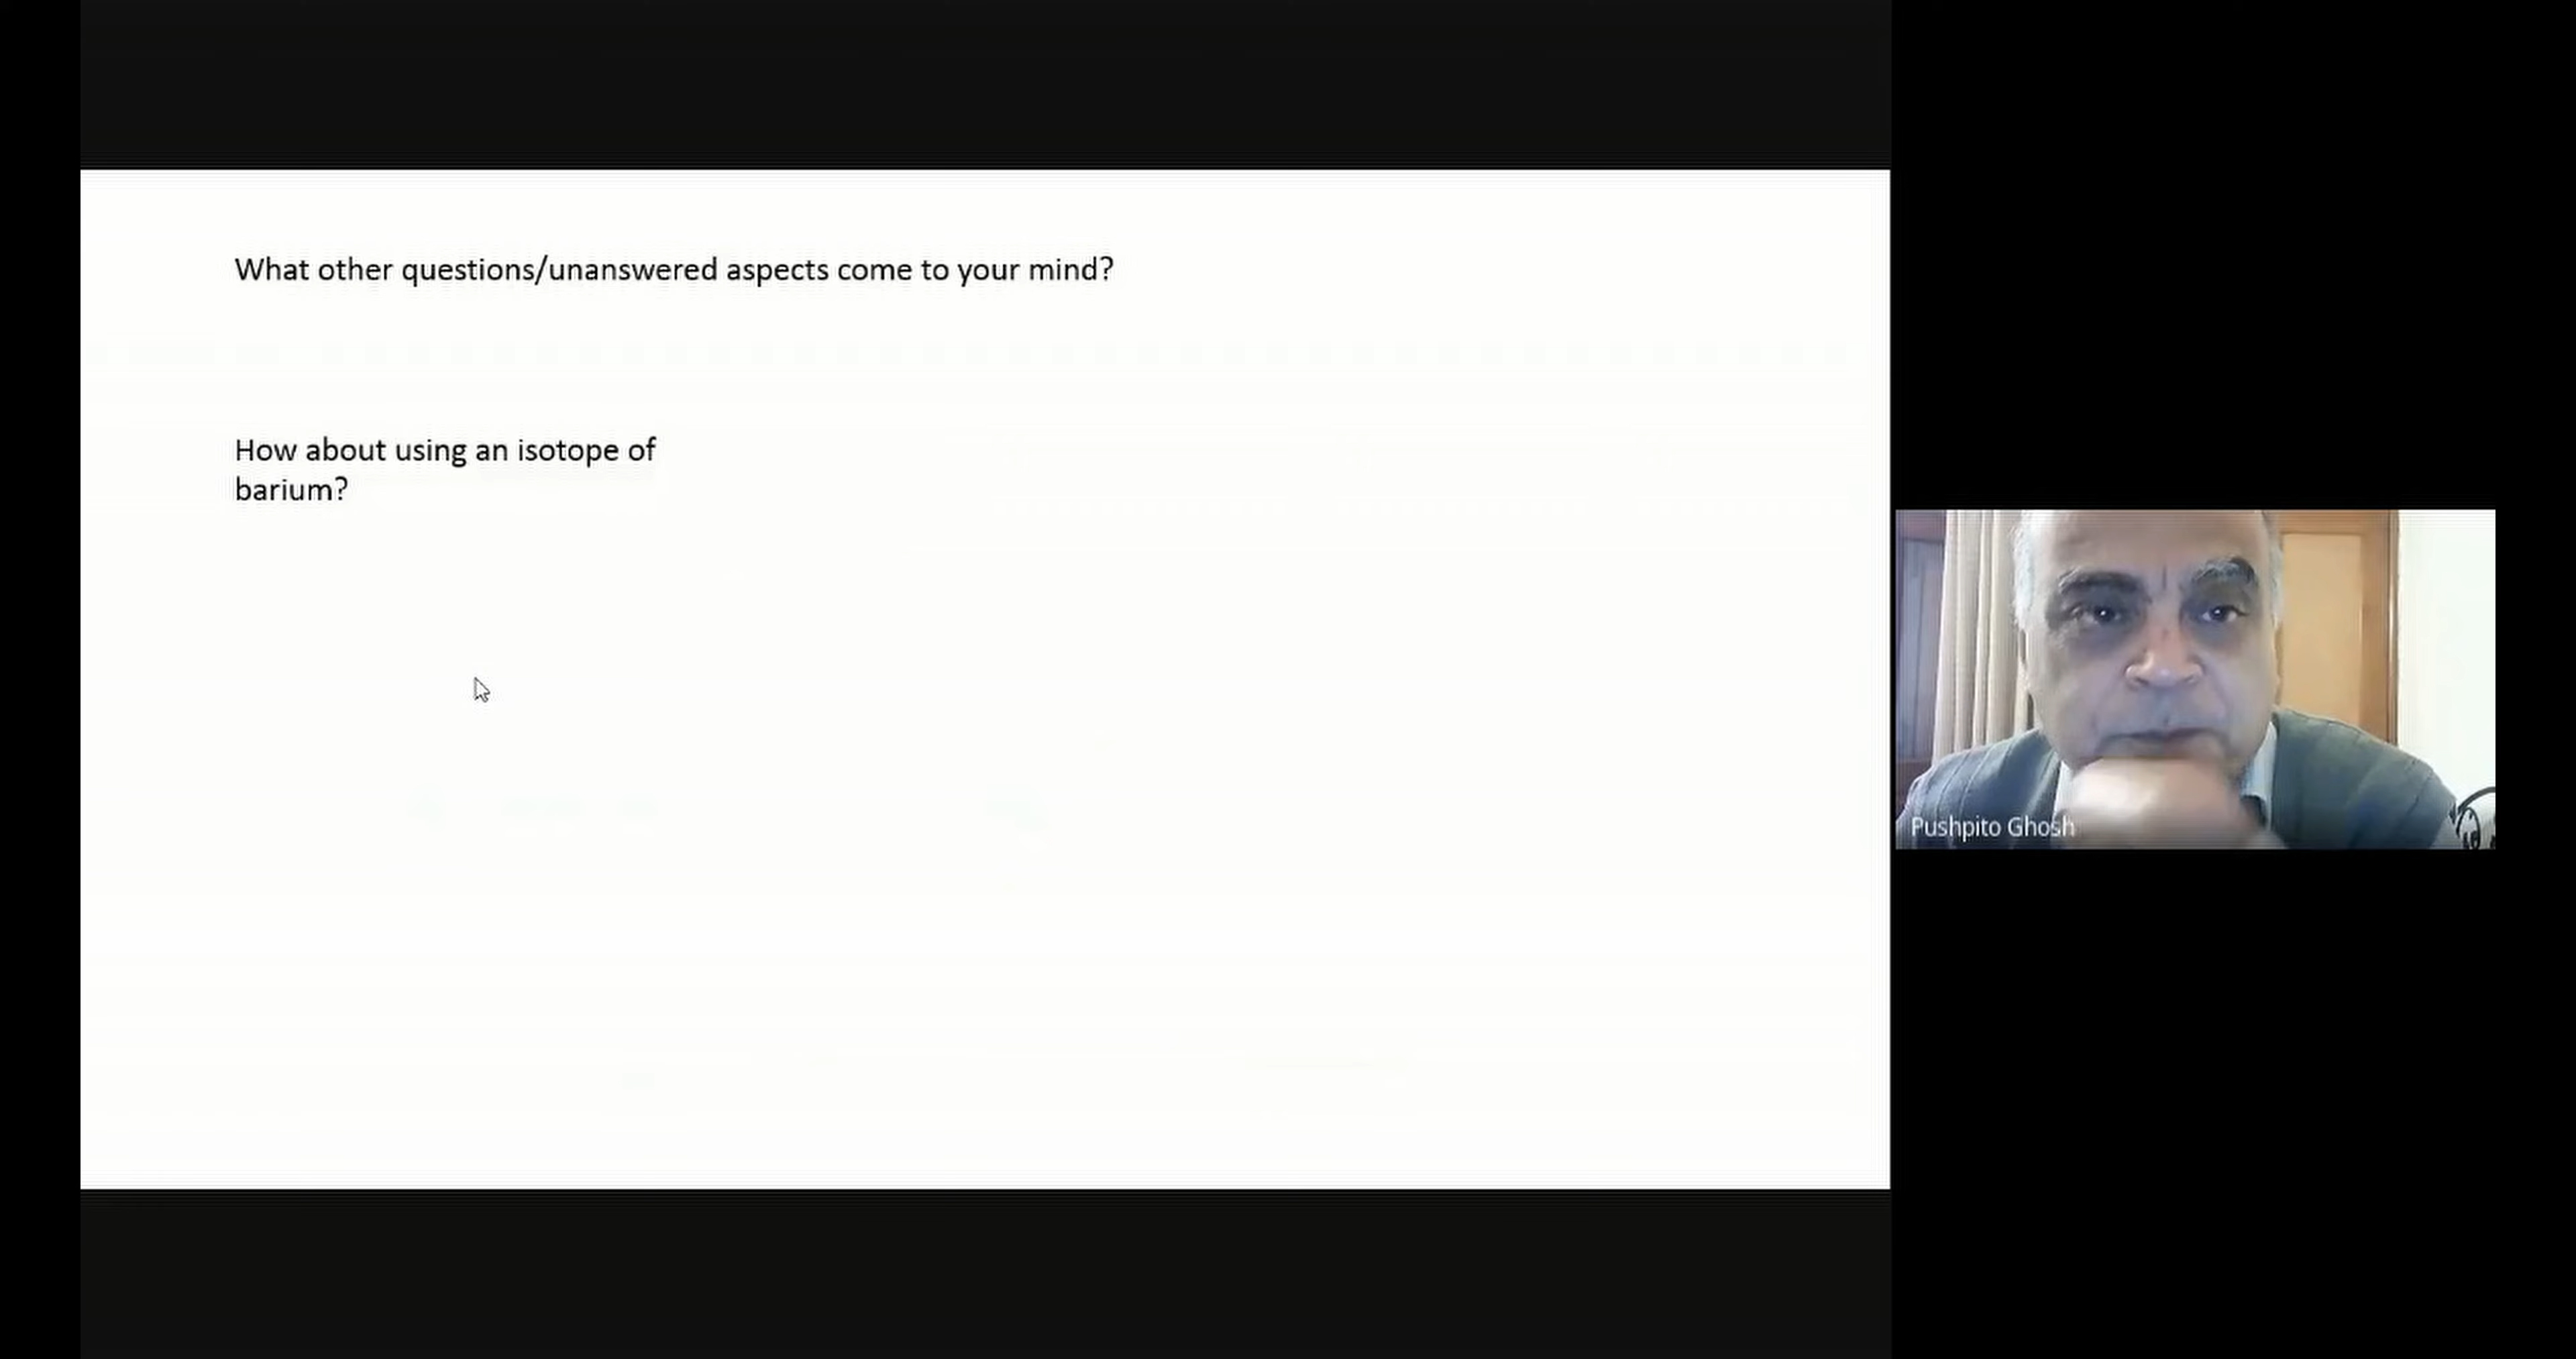 What other questions/unanswered aspects come to your mind?
How about using an isotope of
barium?
Pushpito Ghosh